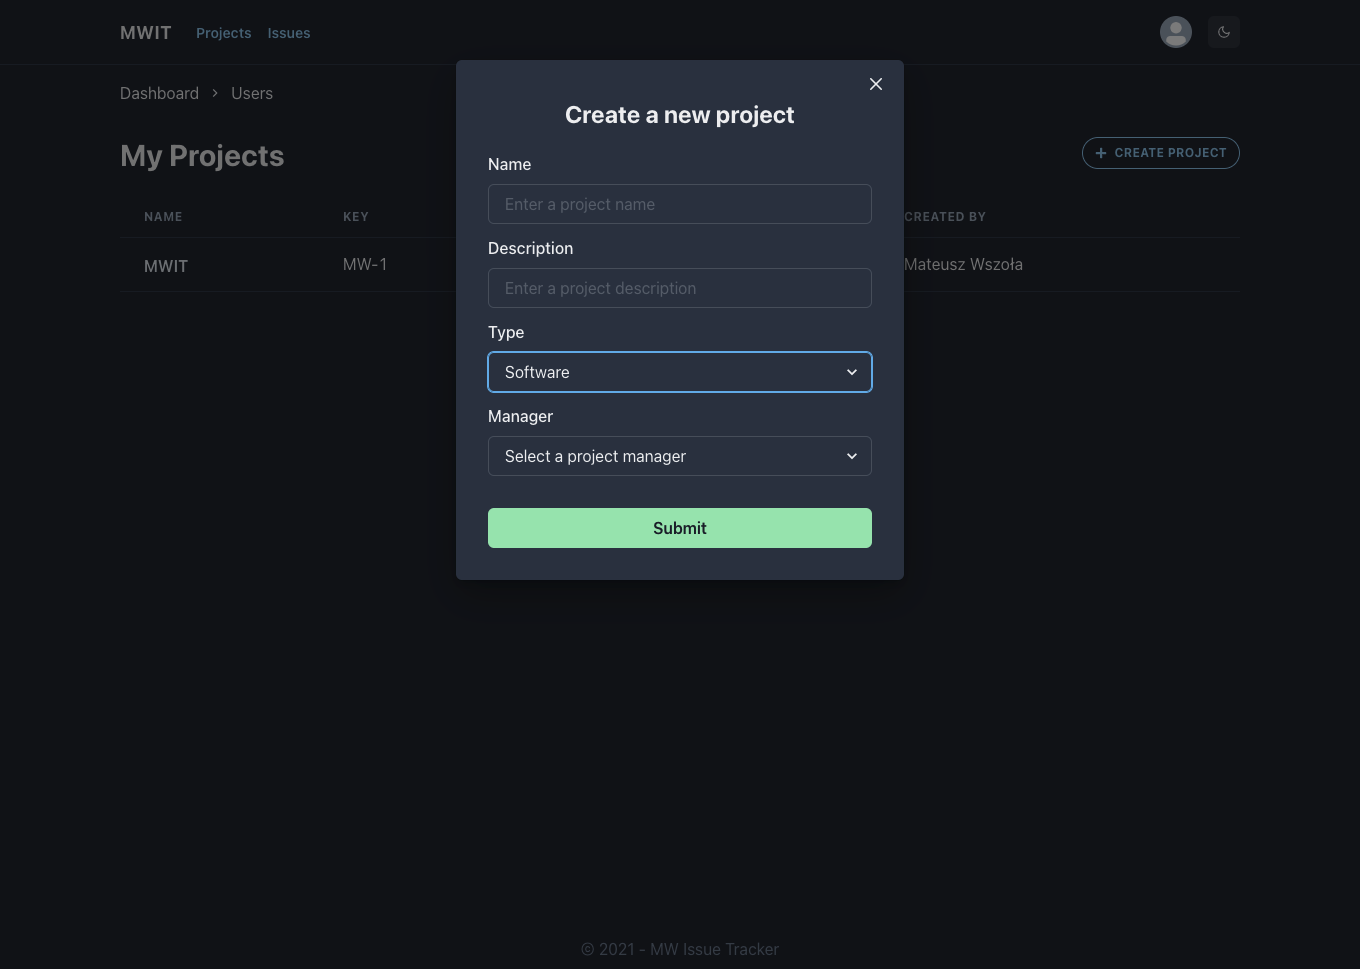 MWIT Projects Issues
Dashboard > Users
My Projects
CREATE PROJECT
NAME KEY CREATED BY
MWIT MW-1 Mateusz Wszoła
Create a new project
Name
Enter a project name
Description
Enter a project description
Type
Software
Manager
Select a project manager
Submit
© 2021 - MW Issue Tracker